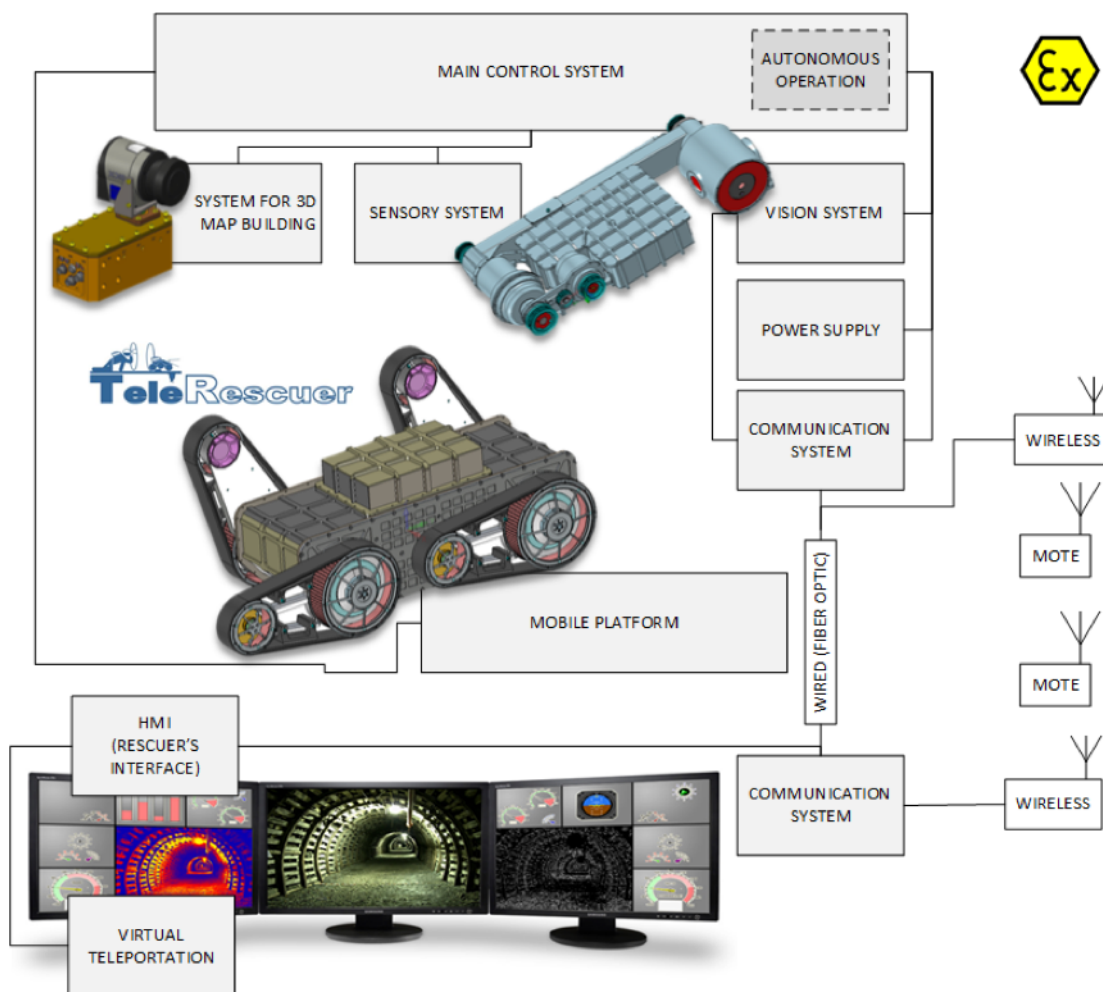 MAIN CONTROL SYSTEM
AUTONOMOUS
OPERATION
Ex
SYSTEM FOR 3D
MAP BUILDING
SENSORY SYSTEM
VISION SYSTEM
POWER SUPPLY
TeleRescuer
COMMUNICATION
SYSTEM
WIRELESS
MOTE
MOBILE PLATFORM
WIRED (FIBER OPTIC)
MOTE
HMI
(RESCUER'S
INTERFACE)
COMMUNICATION
SYSTEM
WIRELESS
VIRTUAL
TELEPORTATION